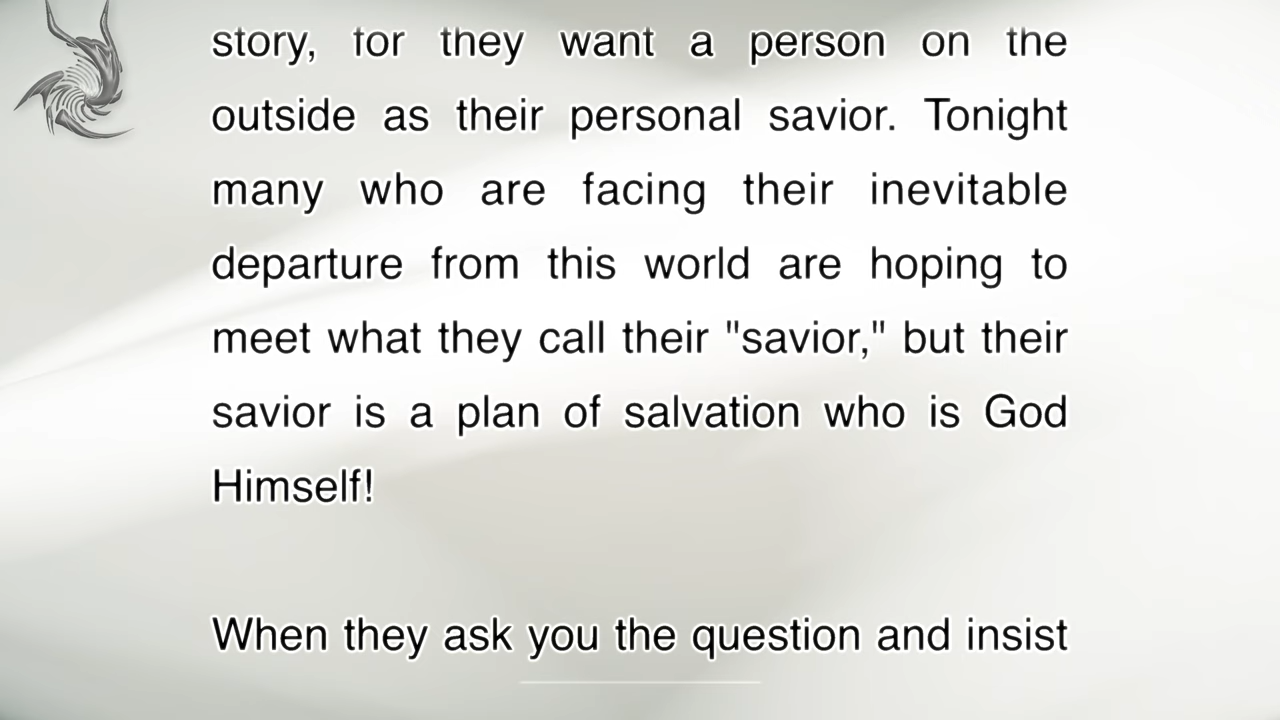 story, for they want a person on the
outside as their personal savior. Tonight
many who are facing their inevitable
departure from this world are hoping to
meet what they call their "savior," but their
savior is a plan of salvation who is God
Himself!
When they ask you the question and insist